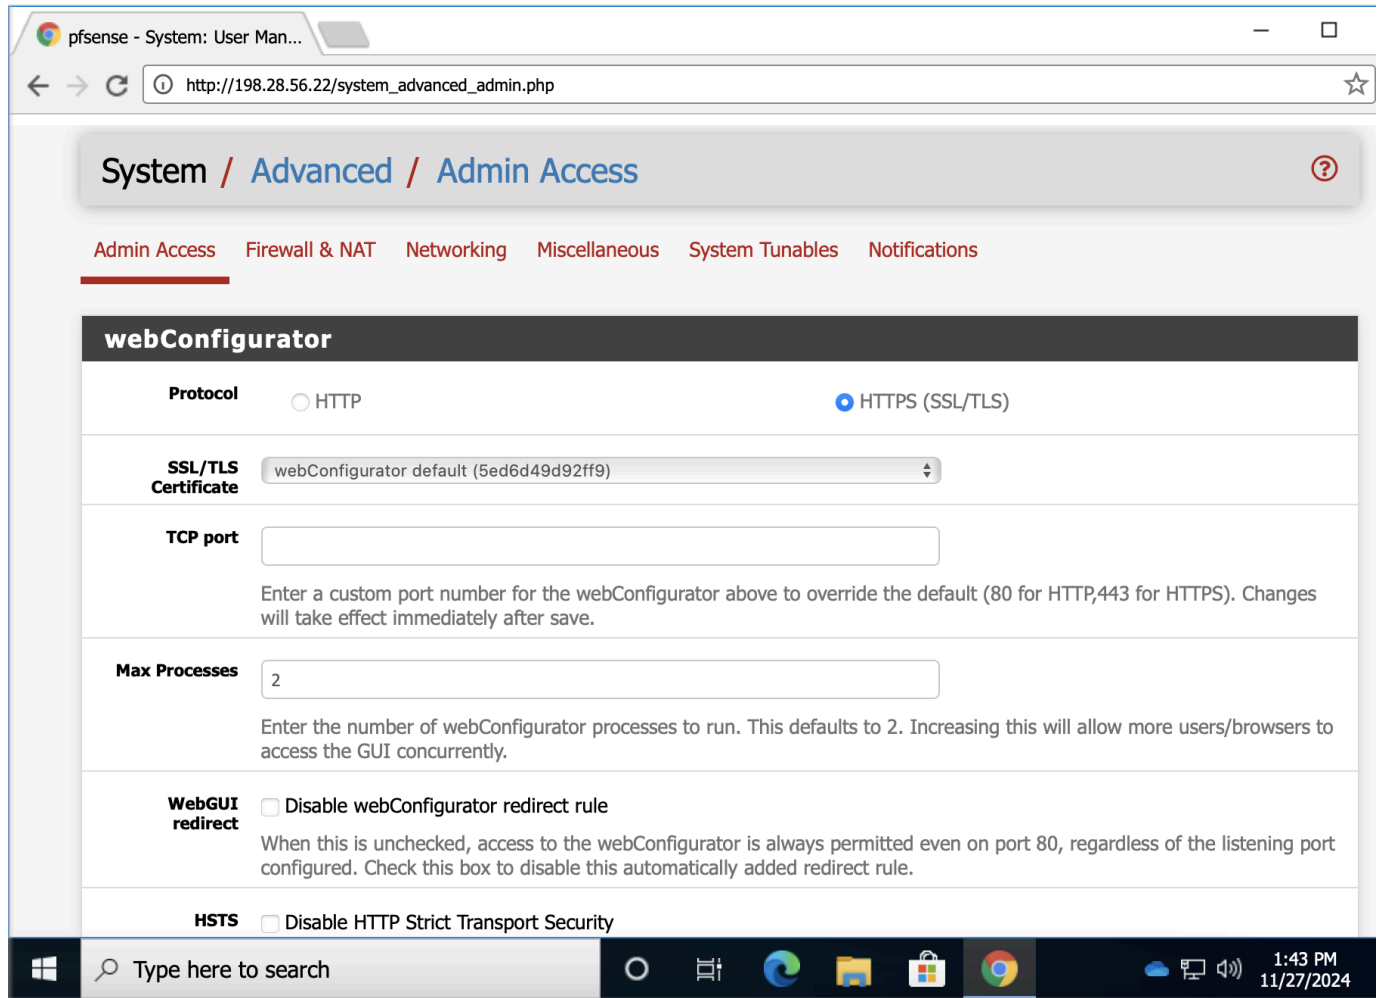 pfsense - System: User Man...
http://198.28.56.22/system_advanced_admin.php
System / Advanced / Admin Access
Admin Access Firewall & NAT Networking Miscellaneous System Tunables Notifications
webConfigurator
Protocol HTTP HTTPS (SSL/TLS)
SSL/TLS
Certificate
webConfigurator default (5ed6d49d92ff9)
TCP port
Enter a custom port number for the webConfigurator above to override the default (80 for HTTP,443 for HTTPS). Changes
will take effect immediately after save.
Max Processes
2
Enter the number of webConfigurator processes to run. This defaults to 2. Increasing this will allow more users/browsers to
access the GUI concurrently.
WebGUI
redirect
Disable webConfigurator redirect rule
When this is unchecked, access to the webConfigurator is always permitted even on port 80, regardless of the listening port
configured. Check this box to disable this automatically added redirect rule.
HSTS Disable HTTP Strict Transport Security
Type here to search
1:43 PM
11/27/2024